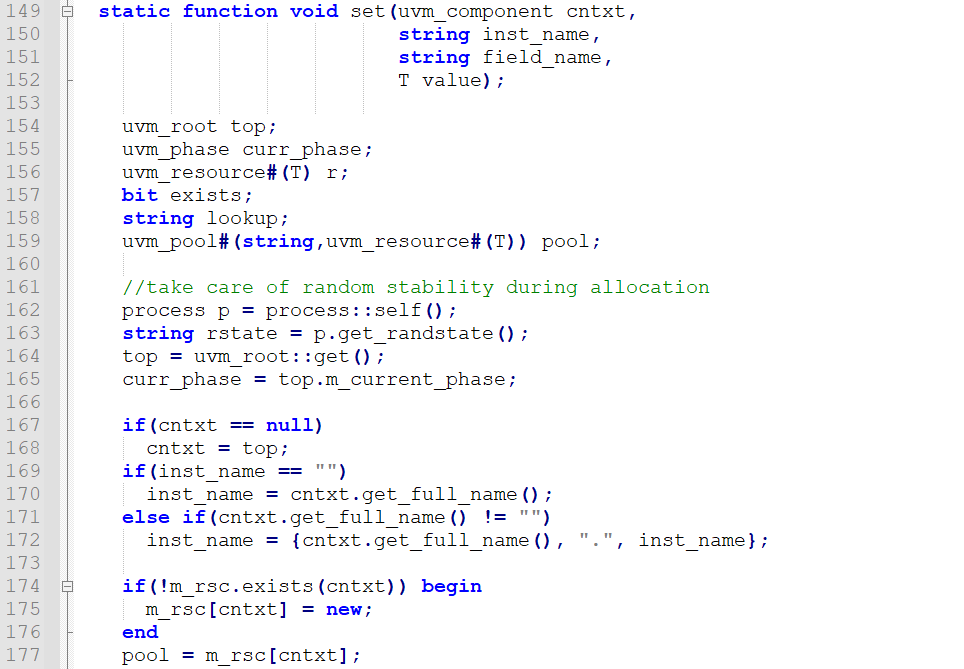 149 static function void set(uvm_component cntxt,
150 string inst_name,
151 string field_name,
152 T value);
153
154 uvm_root top;
155 uvm_phase curr_phase;
156 uvm_resource#(T) r;
157 bit exists;
158 string lookup;
159 uvm_pool#(string,uvm_resource#(T)) pool;
160
161 //take care of random stability during allocation
162 process p = process::self();
163 string rstate = p.get_randstate();
164 top = uvm_root::get();
165 curr_phase = top.m_current_phase;
166
167 if(cntxt == null)
168 cntxt = top;
169 if(inst_name == "")
170 inst_name = cntxt.get_full_name();
171 else if(cntxt.get_full_name() != "")
172 inst_name = {cntxt.get_full_name(), ".", inst_name};
173
174 if(!m_rsc.exists(cntxt)) begin
175 m_rsc[cntxt] = new;
176 end
177 pool = m_rsc[cntxt];